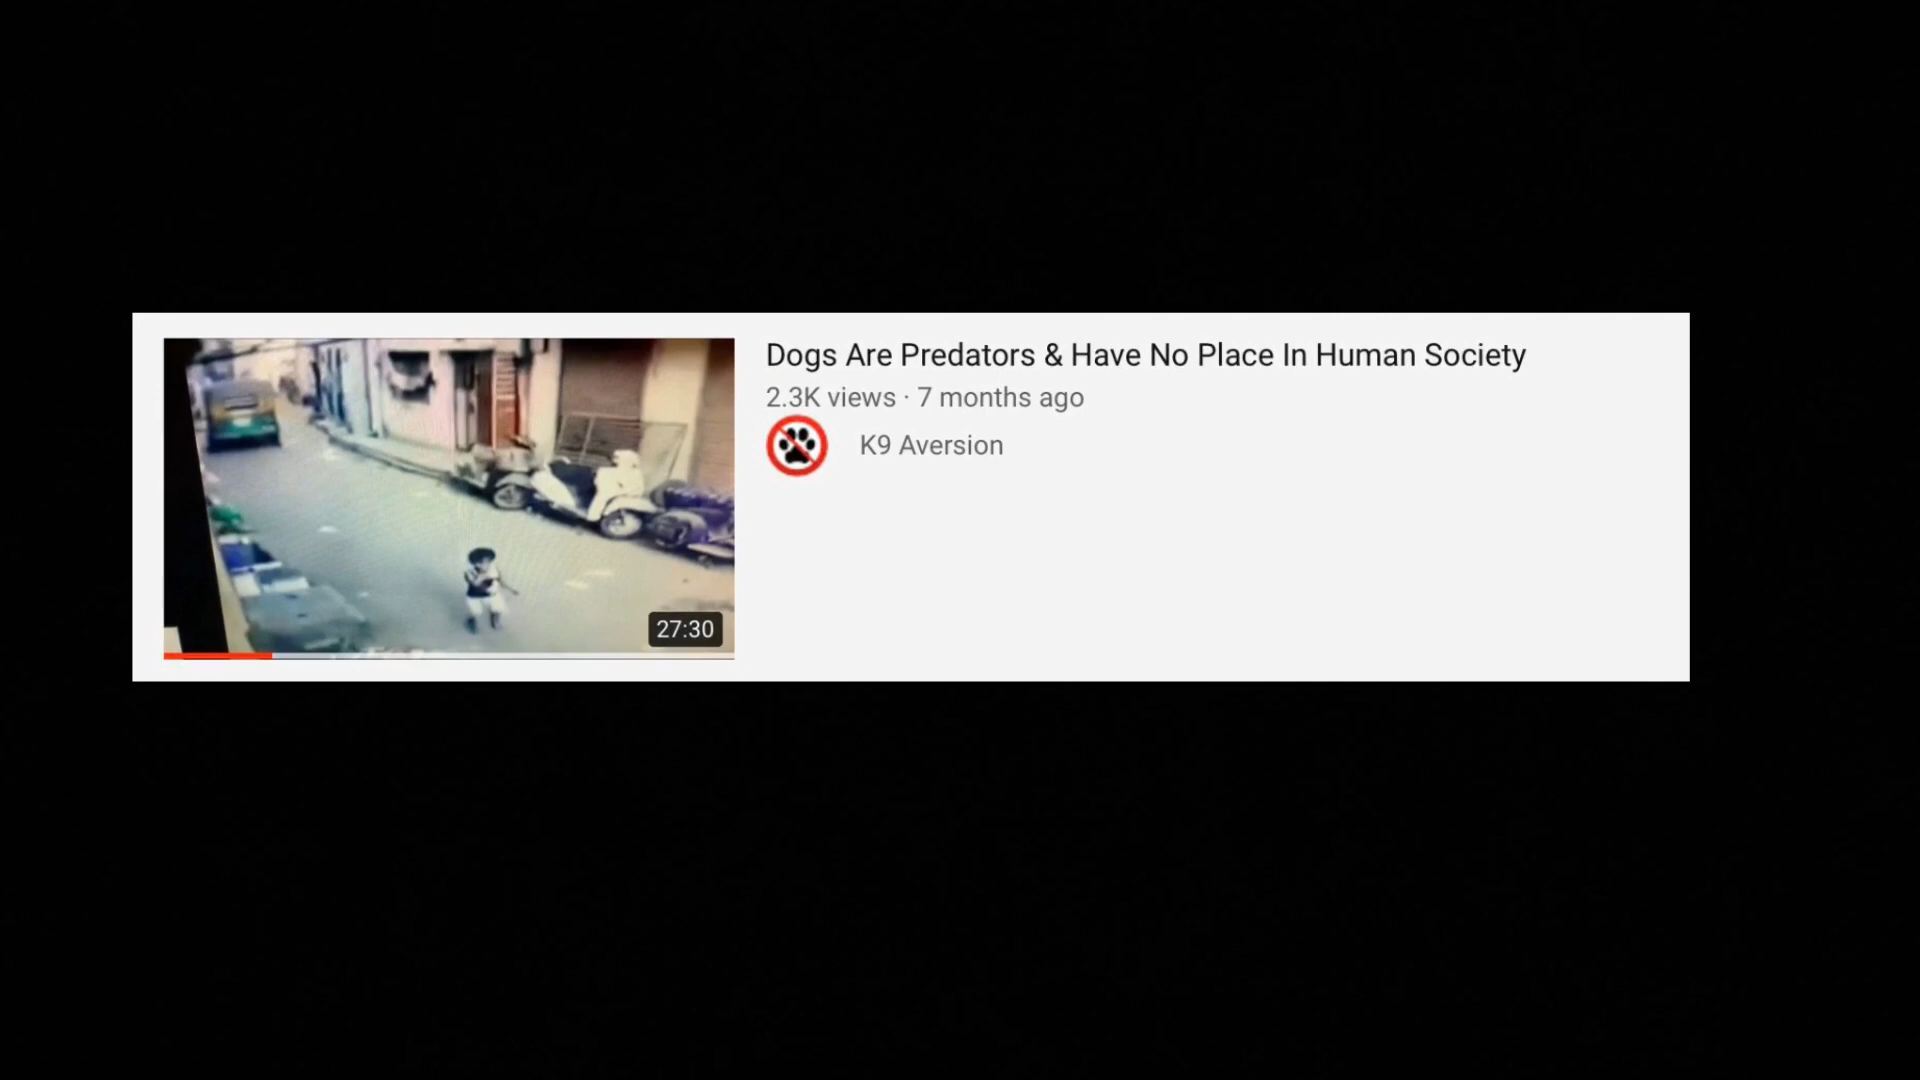 Dogs Are Predators & Have No Place In Human Society
2.3K views · 7 months ago
K9 Aversion
27:30